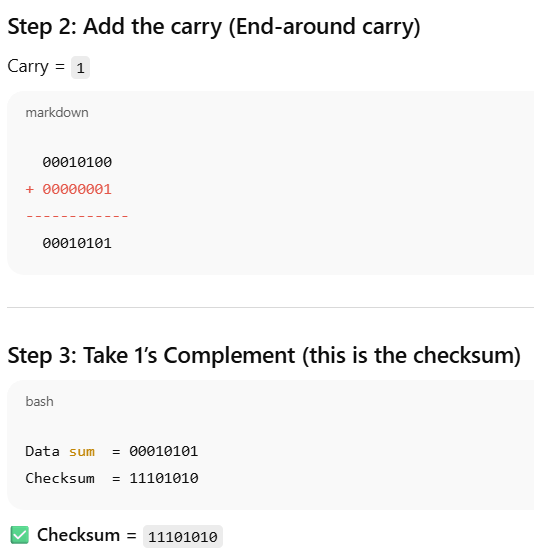 Step 2: Add the carry (End-around carry)
Carry = 1
markdown
00010100
+ 00000001
------------
00010101
Step 3: Take 1’s Complement (this is the checksum)
bash
Data sum = 00010101
Checksum = 11101010
✅ Checksum = 11101010